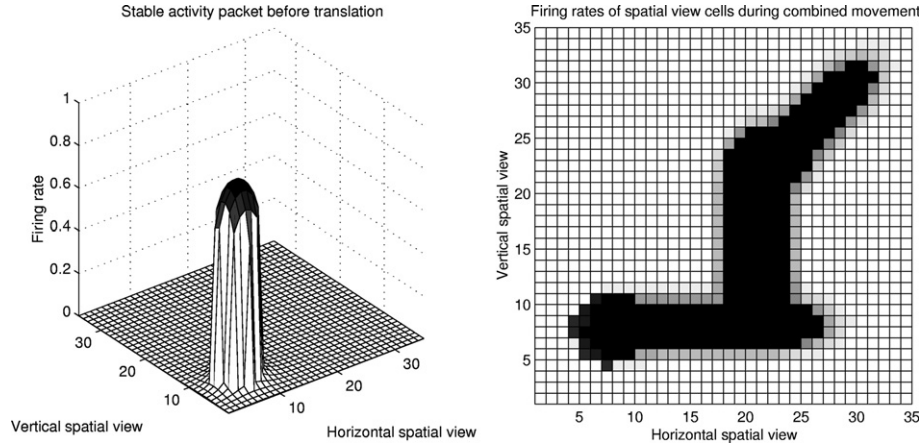 Stable activity packet before translation
1
0.8
0.6
0.4
0.2
0
Firing rate
30
20
10
10
20
30
Vertical spatial view
Horizontal spatial view
Firing rates of spatial view cells during combined movement
35
30
25
20
15
10
5
Vertical spatial view
5 10 15 20 25 30 35
Horizontal spatial view